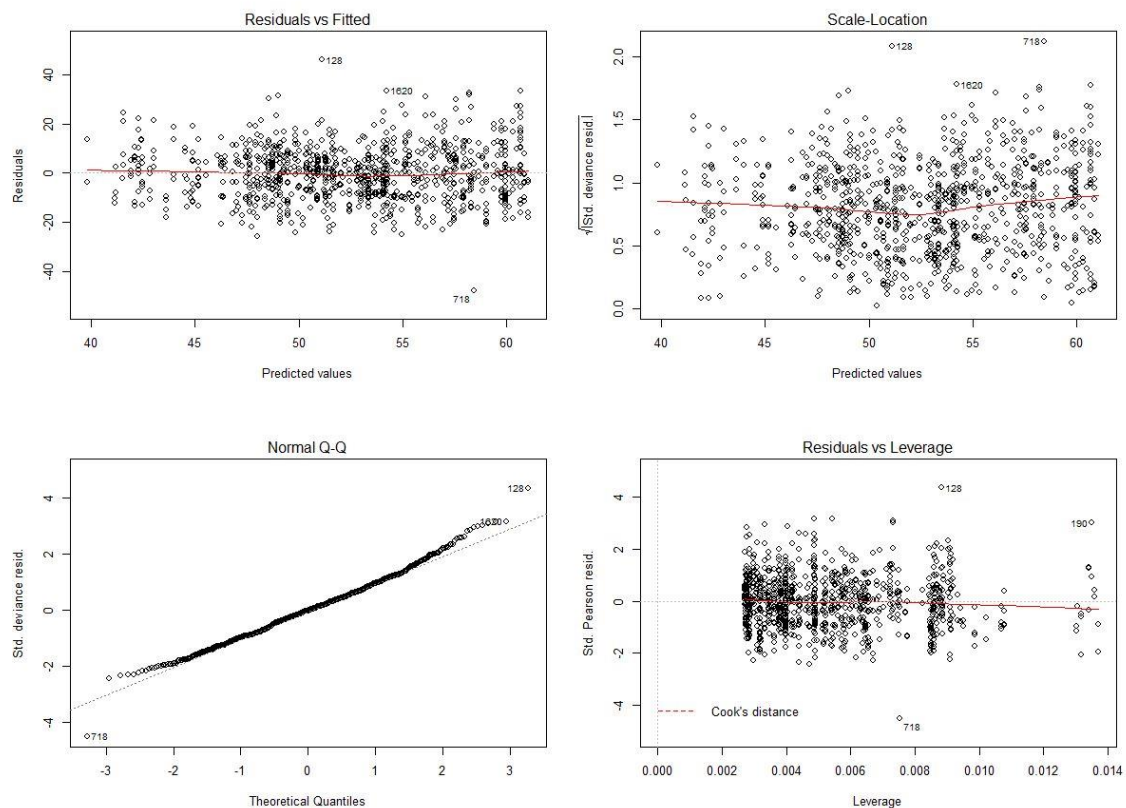 Residuals vs Fitted
Residuals
40
20
0
-20
-40
128
1620
718
40 45 50 55 60
Predicted values
Scale-Location
√|Std. deviance resid.|
2.0
1.5
1.0
0.5
0.0
128
718
1620
40 45 50 55 60
Predicted values
Normal Q-Q
Std. deviance resid.
4
2
0
-2
-4
128
1620
718
-3 -2 -1 0 1 2 3
Theoretical Quantiles
Residuals vs Leverage
Std. Pearson resid.
4
2
0
-2
-4
128
190
718
Cook's distance
0.000 0.002 0.004 0.006 0.008 0.010 0.012 0.014
Leverage